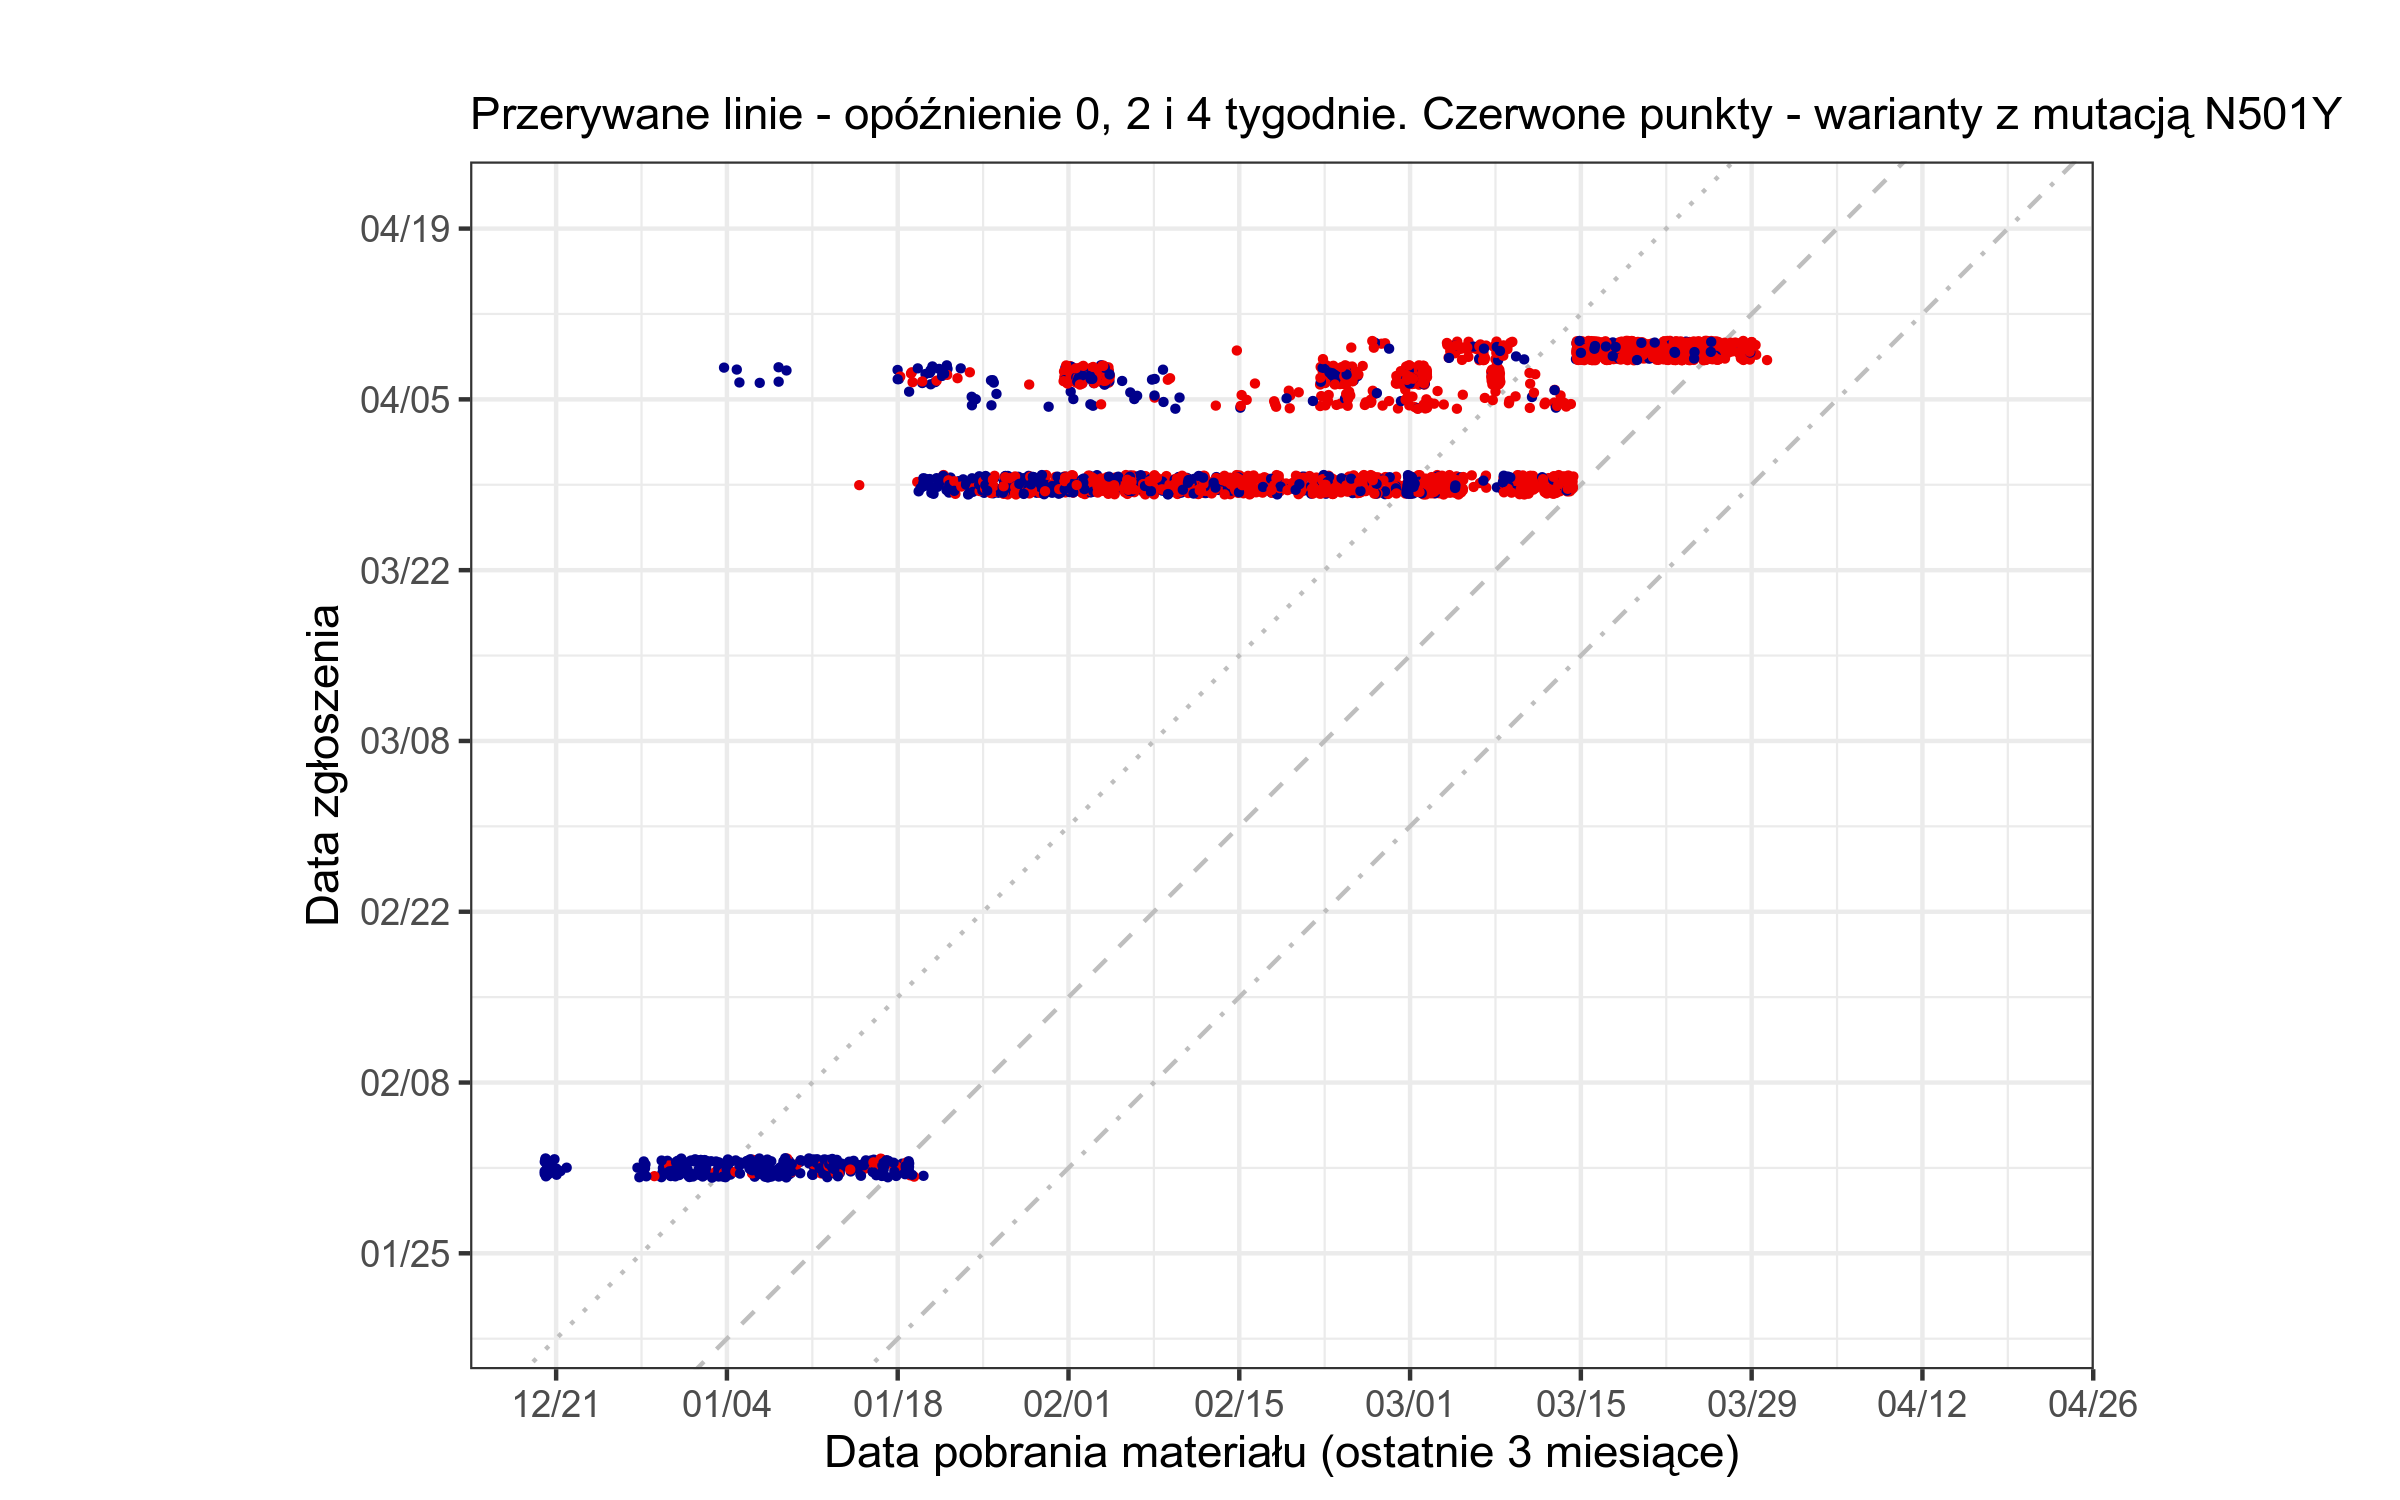 Przerywane linie - opóźnienie 0, 2 i 4 tygodnie. Czerwone punkty - warianty z mutacją N501Y
Data zgłoszenia
04/19
04/05
03/22
03/08
02/22
02/08
01/25
12/21 01/04 01/18 02/01 02/15 03/01 03/15 03/29 04/12 04/26
Data pobrania materiału (ostatnie 3 miesiące)